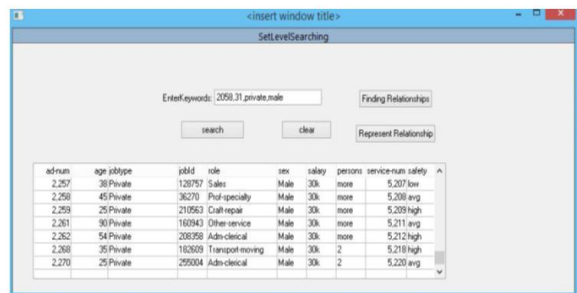 <insert window title>
SetLevelSearching
EnterKeywords: 2058,31,private,male
Finding Relationships
search clear Represent Relationship
ad-num age jobtype jobId role sex salary persons service-num safety
2,257 38 Private 128757 Sales Male 30k more 5,207 low
2,258 45 Private 36270 Prof-specialty Male 30k more 5,208 avg
2,259 25 Private 210563 Craft-repair Male 30k more 5,209 high
2,261 90 Private 160943 Other-service Male 30k more 5,211 avg
2,262 54 Private 208358 Adm-clerical Male 30k more 5,212 high
2,268 35 Private 182609 Transport-moving Male 30k 2 5,218 high
2,270 25 Private 255004 Adm-clerical Male 30k 2 5,220 avg